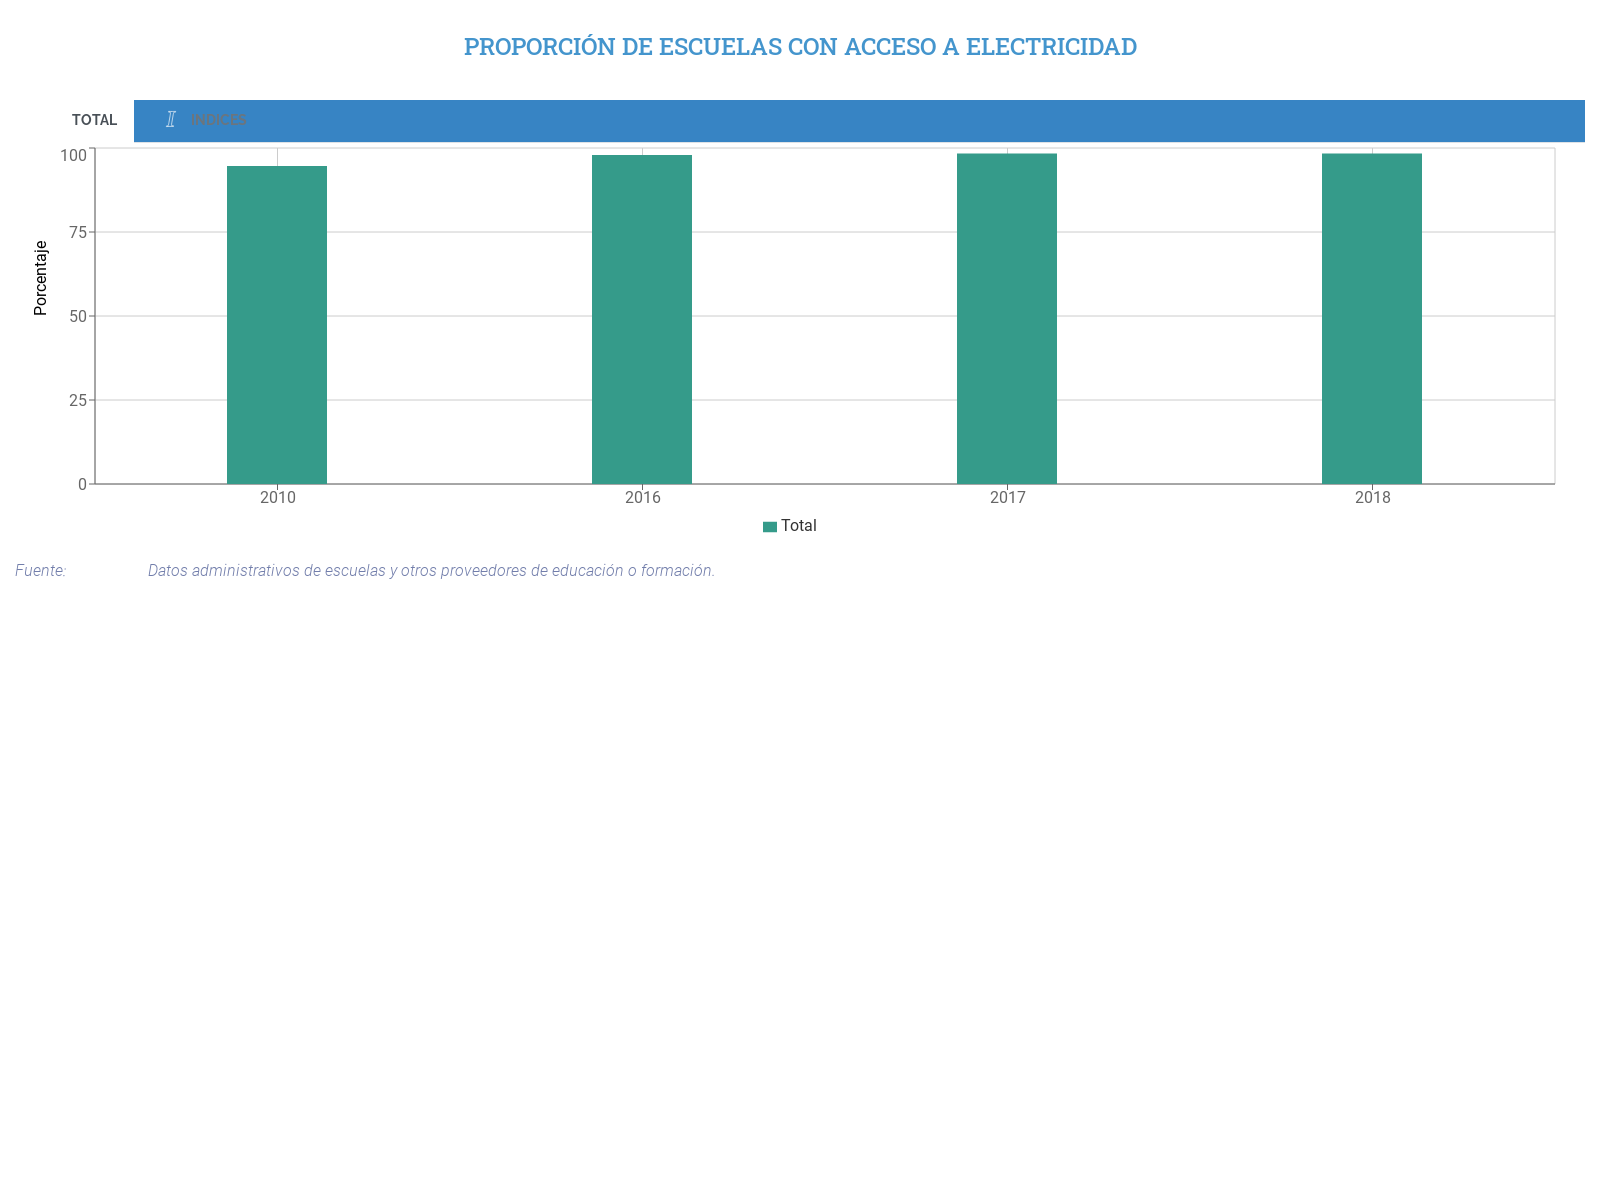 PROPORCIÓN DE ESCUELAS CON ACCESO A ELECTRICIDAD
TOTAL
INDICES
100
75
50
25
0
Porcentaje
2010 2016 2017 2018
Total
Fuente: Datos administrativos de escuelas y otros proveedores de educación o formación.